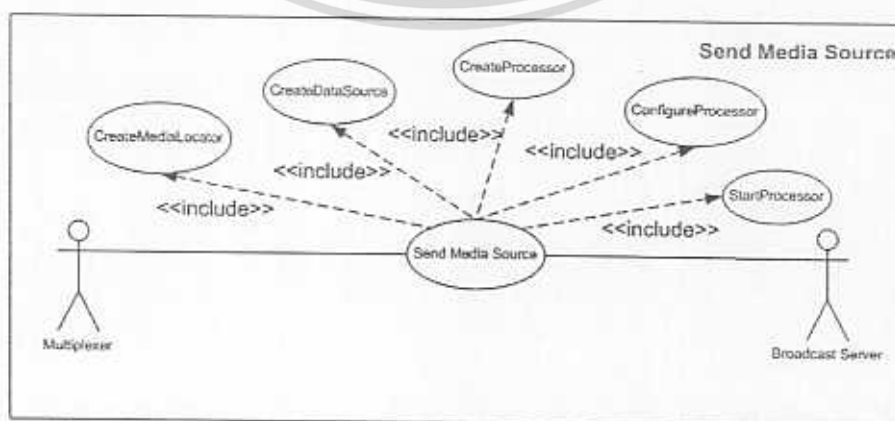 Send Media Source
CreateProcessor
CreateDataSource
ConfigureProcessor
CreateMediaLocator
<<include>>
<<include>>
<<include>>
StartProcessor
<<include>>
<<include>>
Send Media Source
Multiplexer
Broadcast Server